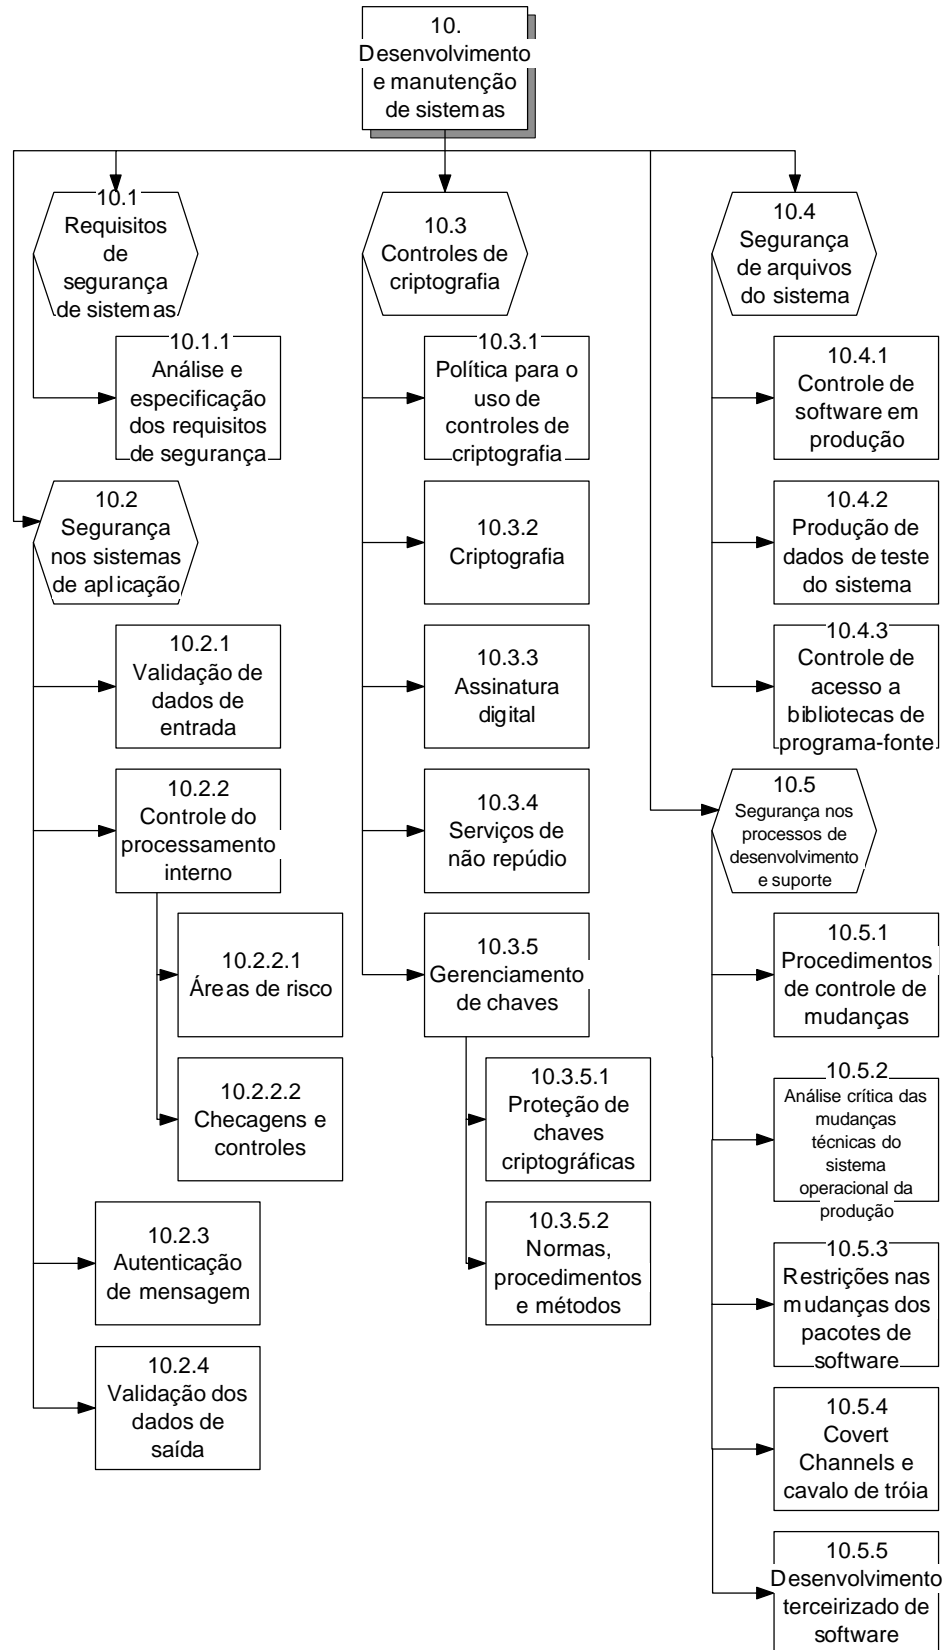 10.
Desenvolvimento
e manutenção
de sistemas
10.1
Requisitos
de
segurança
de sistemas
10.1.1
Análise e
especificação
dos requisitos
de segurança
10.2
Segurança
nos sistemas
de aplicação
10.2.1
Validação de
dados de
entrada
10.2.2
Controle do
processamento
interno
10.2.2.1
Áreas de risco
10.2.2.2
Checagens e
controles
10.2.3
Autenticação
de mensagem
10.2.4
Validação dos
dados de
saída
10.3
Controles de
criptografia
10.3.1
Política para o
uso de
controles de
criptografia
10.3.2
Criptografia
10.3.3
Assinatura
digital
10.3.4
Serviços de
não repúdio
10.3.5
Gerenciamento
de chaves
10.3.5.1
Proteção de
chaves
criptográficas
10.3.5.2
Normas,
procedimentos
e métodos
10.4
Segurança
de arquivos
do sistema
10.4.1
Controle de
software em
produção
10.4.2
Produção de
dados de teste
do sistema
10.4.3
Controle de
acesso a
bibliotecas de
programa-fonte
10.5
Segurança nos
processos de
desenvolvimento
e suporte
10.5.1
Procedimentos
de controle de
mudanças
10.5.2
Análise crítica das
mudanças
técnicas do
sistema
operacional da
produção
10.5.3
Restrições nas
mudanças dos
pacotes de
software
10.5.4
Covert
Channels e
cavalo de tróia
10.5.5
Desenvolvimento
terceirizado de
software